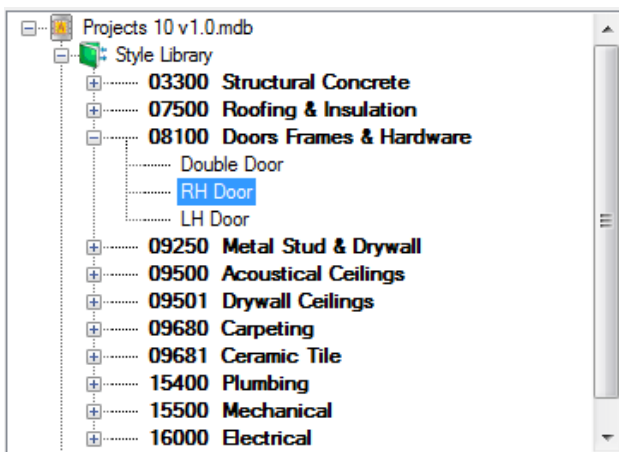 Projects 10 v1.0.mdb
Style Library
03300 Structural Concrete
07500 Roofing & Insulation
08100 Doors Frames & Hardware
Double Door
RH Door
LH Door
09250 Metal Stud & Drywall
09500 Acoustical Ceilings
09501 Drywall Ceilings
09680 Carpeting
09681 Ceramic Tile
15400 Plumbing
15500 Mechanical
16000 Electrical